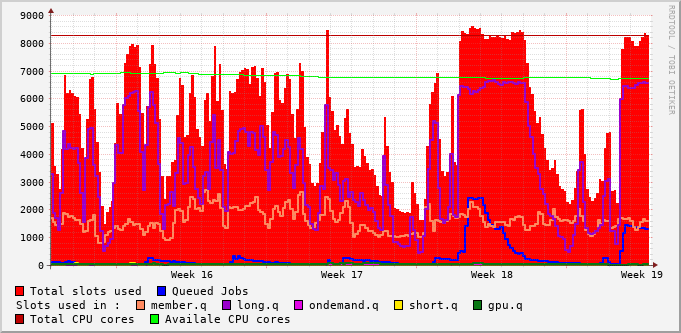 9000
8000
7000
6000
5000
4000
3000
2000
1000
0
Week 16 Week 17 Week 18 Week 19
RRDTOOL / TOBI OETIKER
Total slots used Queued Jobs
Slots used in : member.q long.q ondemand.q short.q gpu.q
Total CPU cores Availale CPU cores